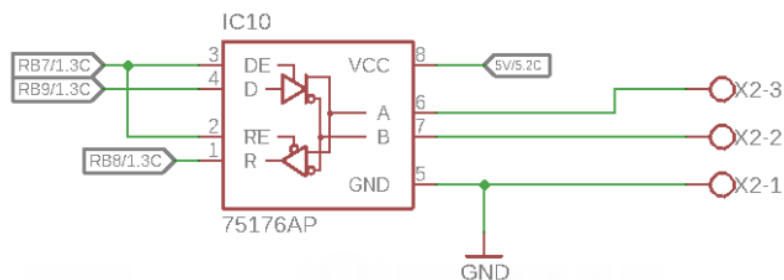 IC10
RB7/1.3C 3 DE VCC 8 5V/5.2C
RB9/1.3C 4 D
A 6 X2-3
2 RE B 7 X2-2
RB8/1.3C 1 R
GND 5 X2-1
75176AP
GND